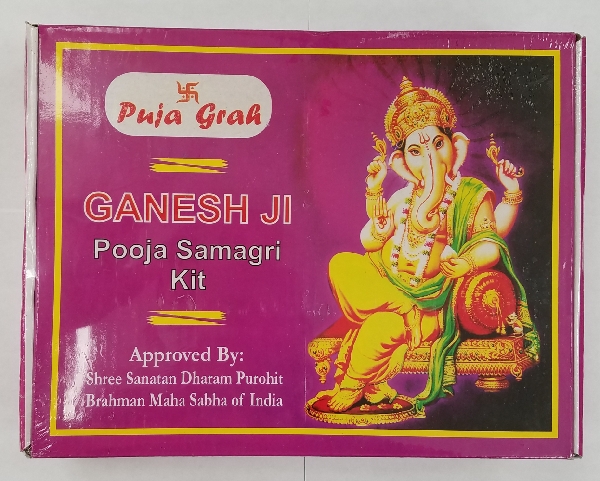 Puja Grah
GANESH JI
Pooja Samagri
Kit
Approved By:
Shree Sanatan Dharam Purohit
Brahman Maha Sabha of India